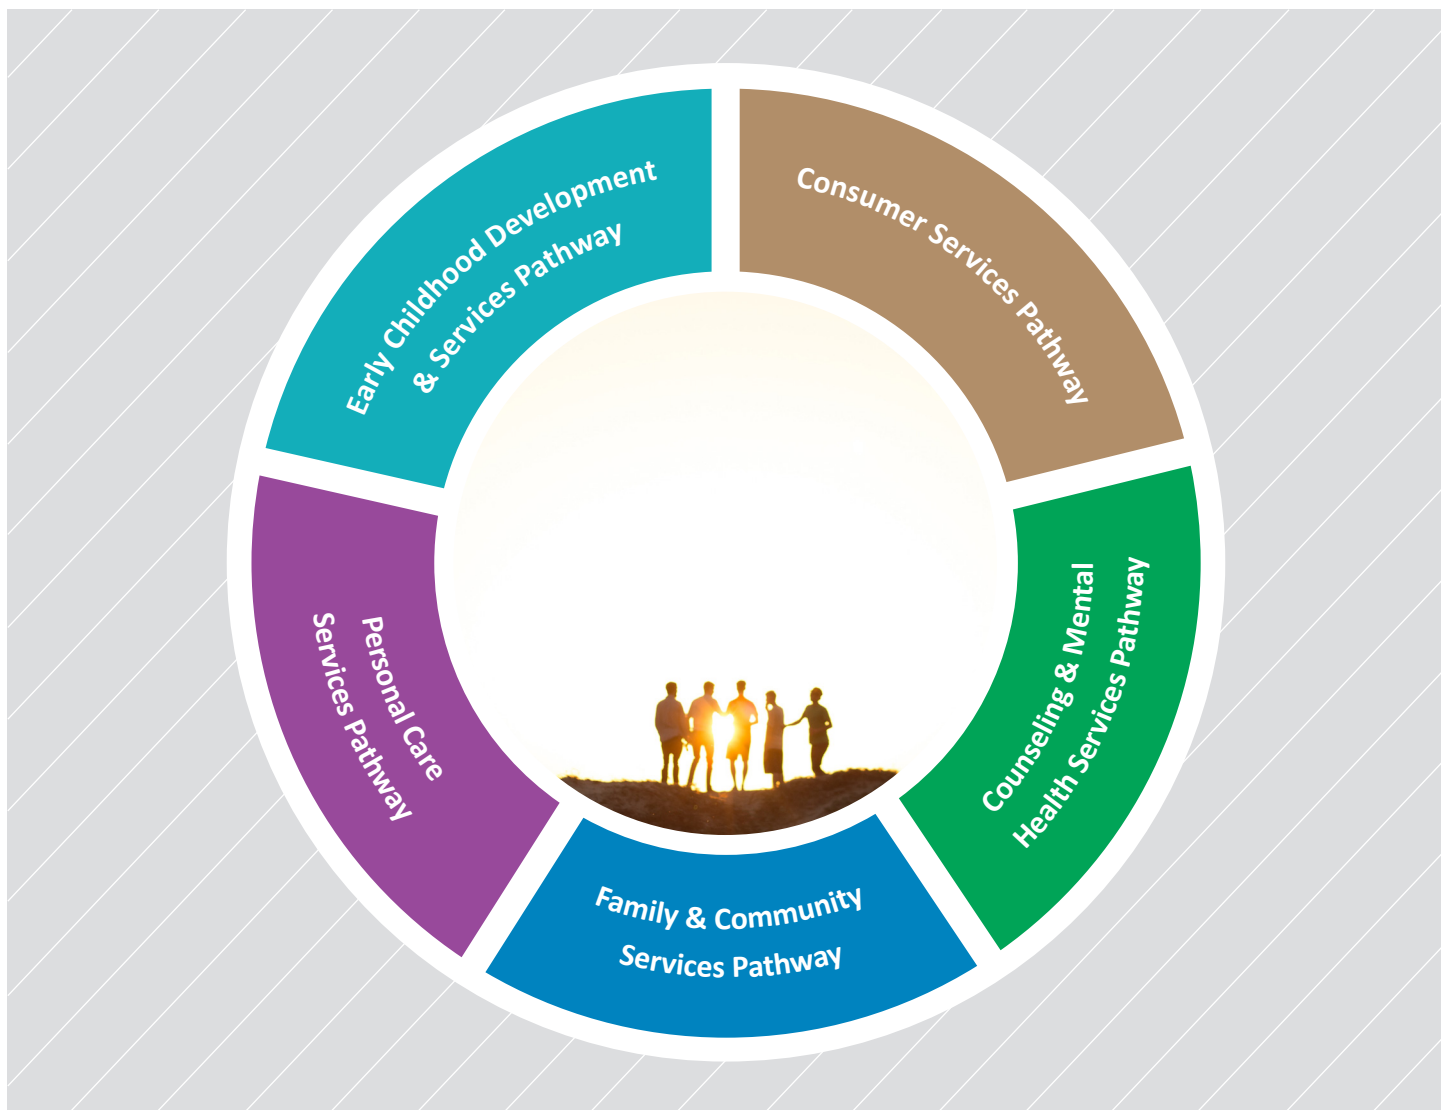 Early Childhood Development
& Services Pathway
Consumer Services Pathway
Counseling & Mental
Health Services Pathway
Family & Community
Services Pathway
Personal Care
Services Pathway